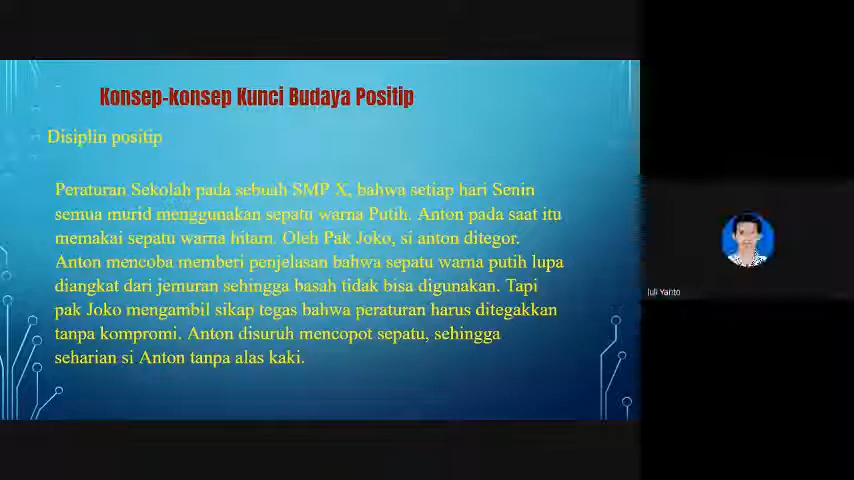 Konsep-konsep Kunci Budaya Positip
Disiplin positip
Peraturan Sekolah pada sebuah SMP X, bahwa setiap hari Senin
semua murid menggunakan sepatu warna Putih. Anton pada saat itu
memakai sepatu warna hitam. Oleh Pak Joko, si anton ditegor.
Anton mencoba memberi penjelasan bahwa sepatu warna putih lupa
diangkat dari jemuran sehingga basah tidak bisa digunakan. Tapi
pak Joko mengambil sikap tegas bahwa peraturan harus ditegakkan
tanpa kompromi. Anton disuruh mencopot sepatu, sehingga
seharian si Anton tanpa alas kaki.
Juli Yanto